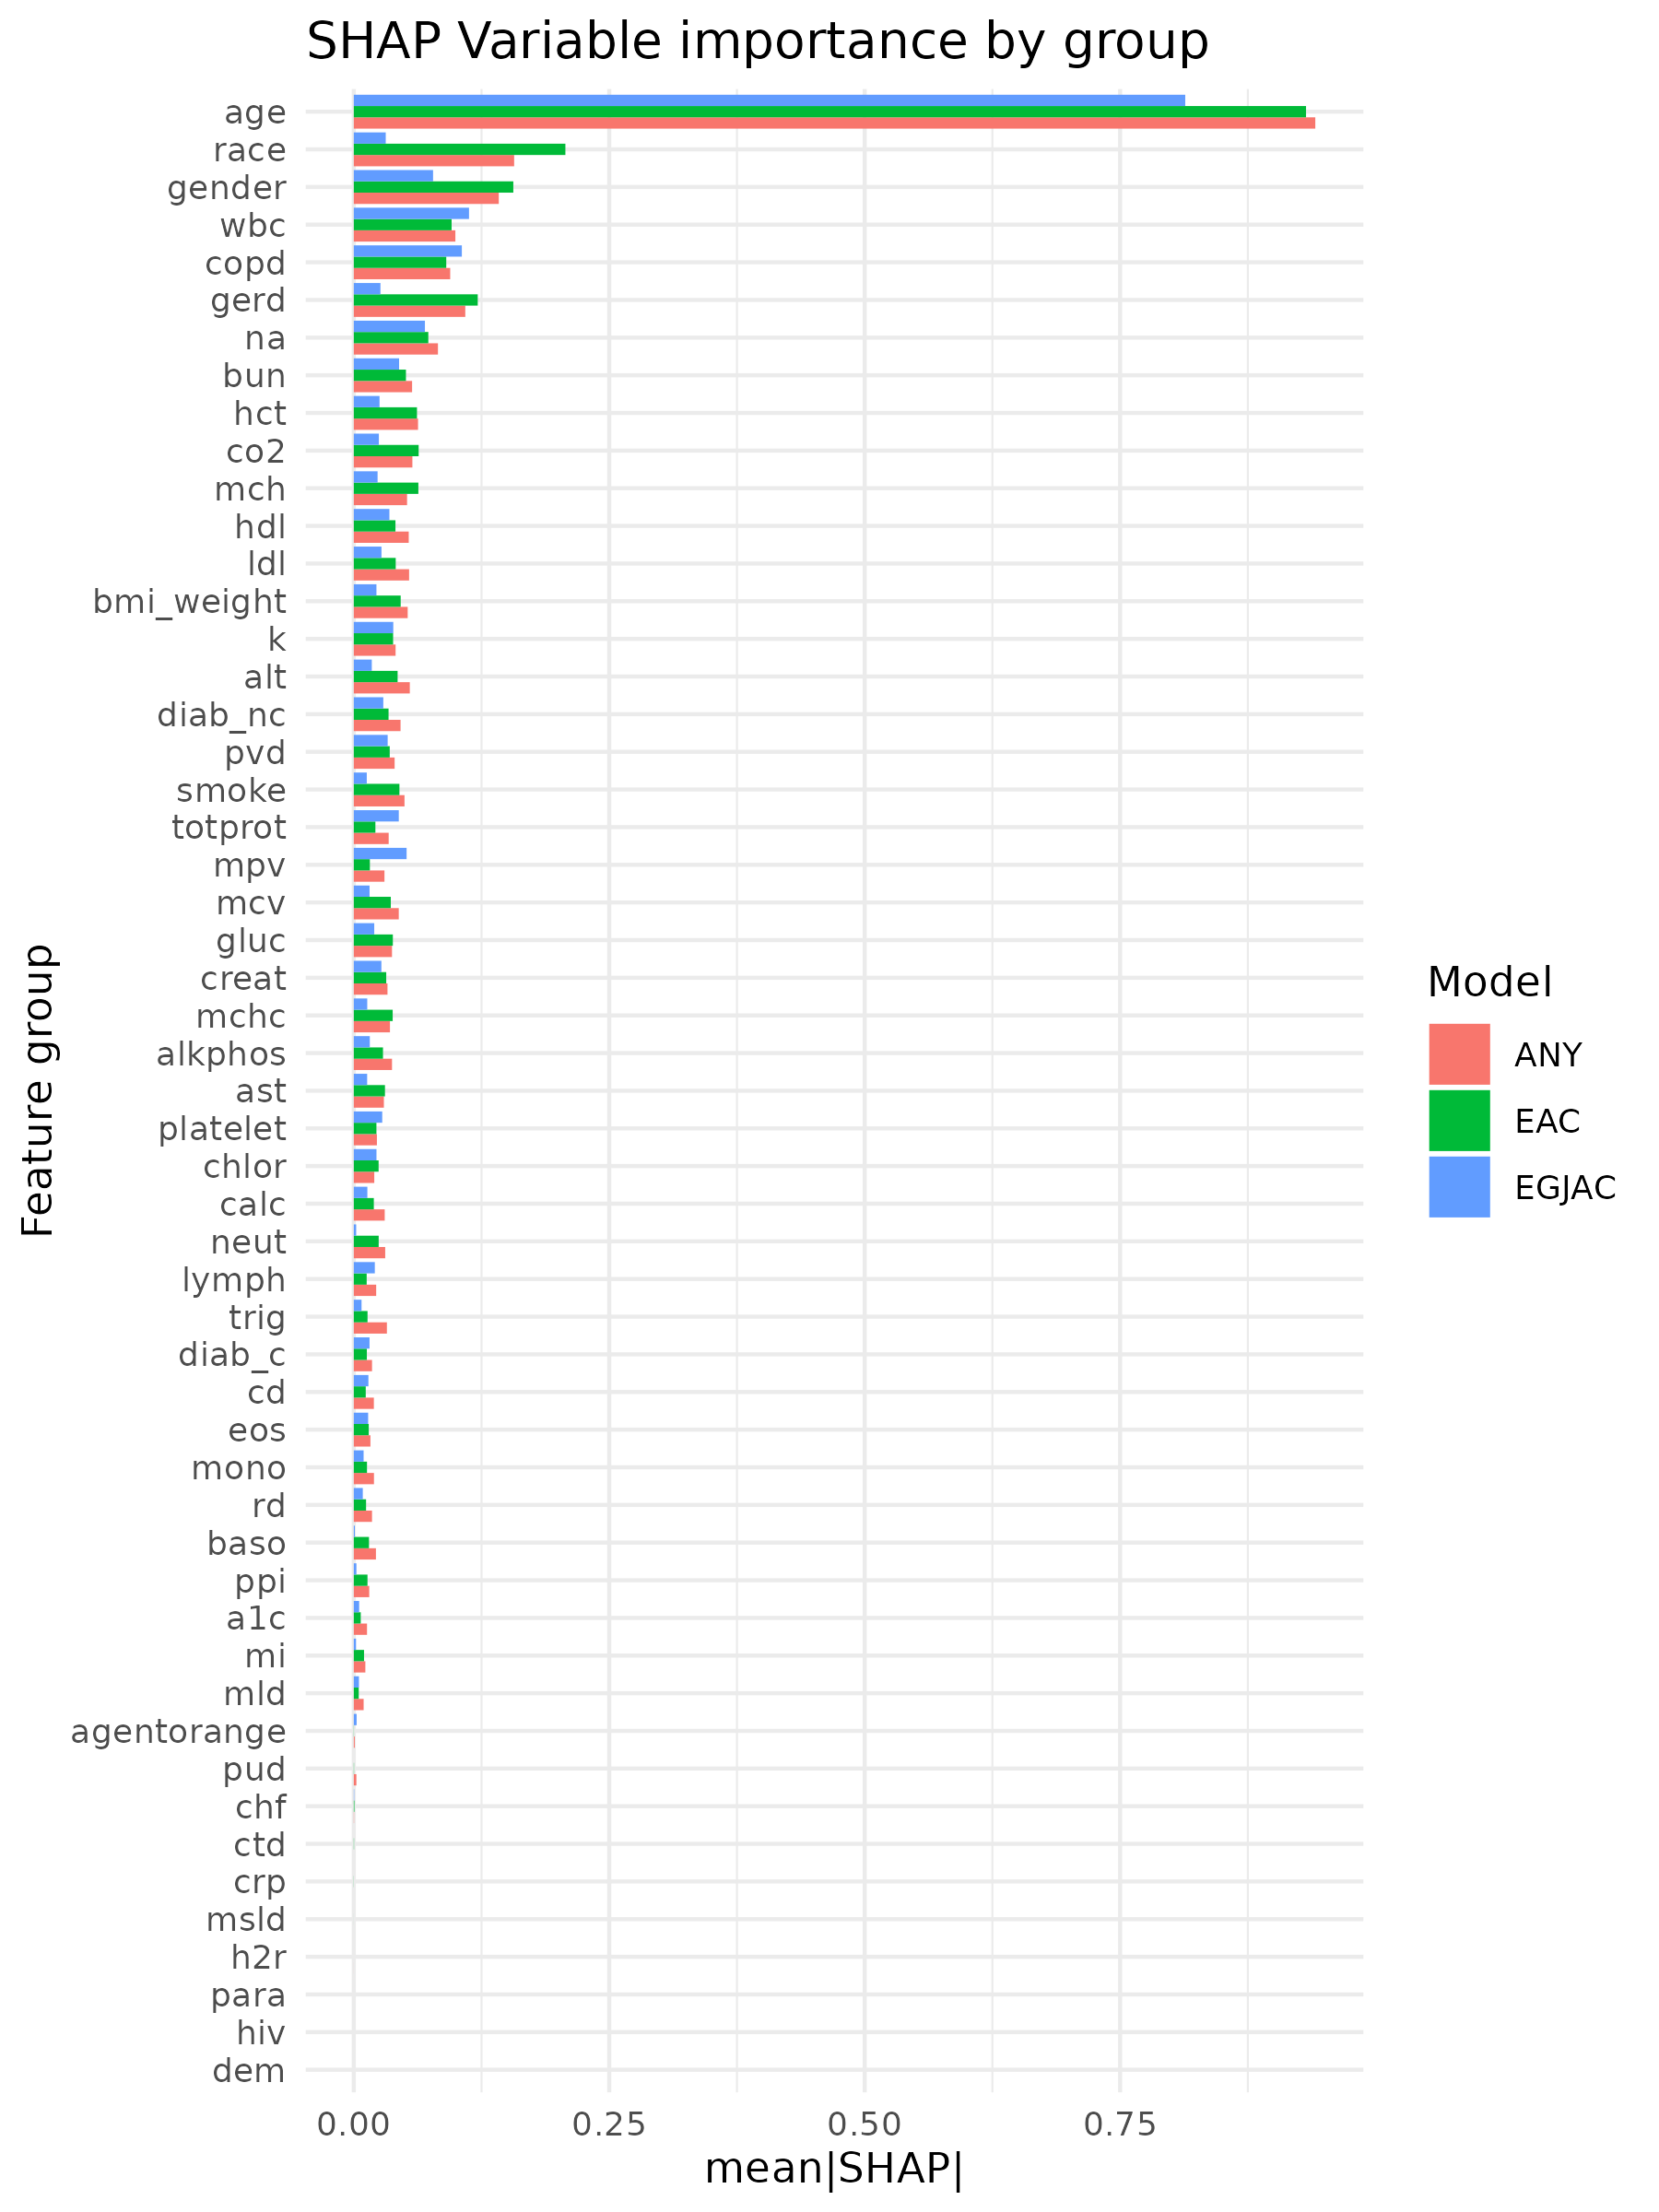 SHAP Variable importance by group
age
race
gender
wbc
copd
gerd
na
bun
hct
co2
mch
hdl
ldl
bmi_weight
k
alt
diab_nc
pvd
smoke
totprot
mpv
mcv
gluc
creat
mchc
alkphos
ast
platelet
chlor
calc
neut
lymph
trig
diab_c
cd
eos
mono
rd
baso
ppi
a1c
mi
mld
agentorange
pud
chf
ctd
crp
msld
h2r
para
hiv
dem
Feature group
0.00 0.25 0.50 0.75
mean|SHAP|
Model
ANY
EAC
EGJAC